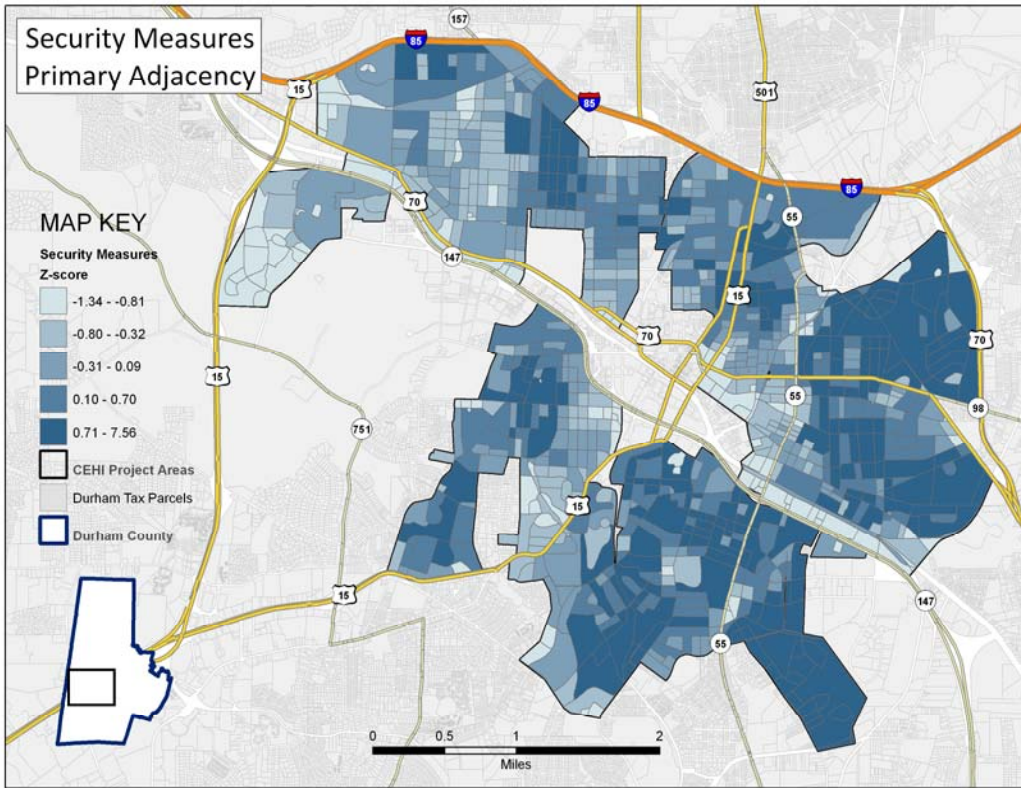 Security Measures
Primary Adjacency
157
85
15
501
85
85
55
70
147
15
70
70
15
55
98
751
15
15
147
55
MAP KEY
Security Measures
Z-score
-1.34 - -0.81
-0.80 - -0.32
-0.31 - 0.09
0.10 - 0.70
0.71 - 7.56
CEHI Project Areas
Durham Tax Parcels
Durham County
0 0.5 1 2
Miles